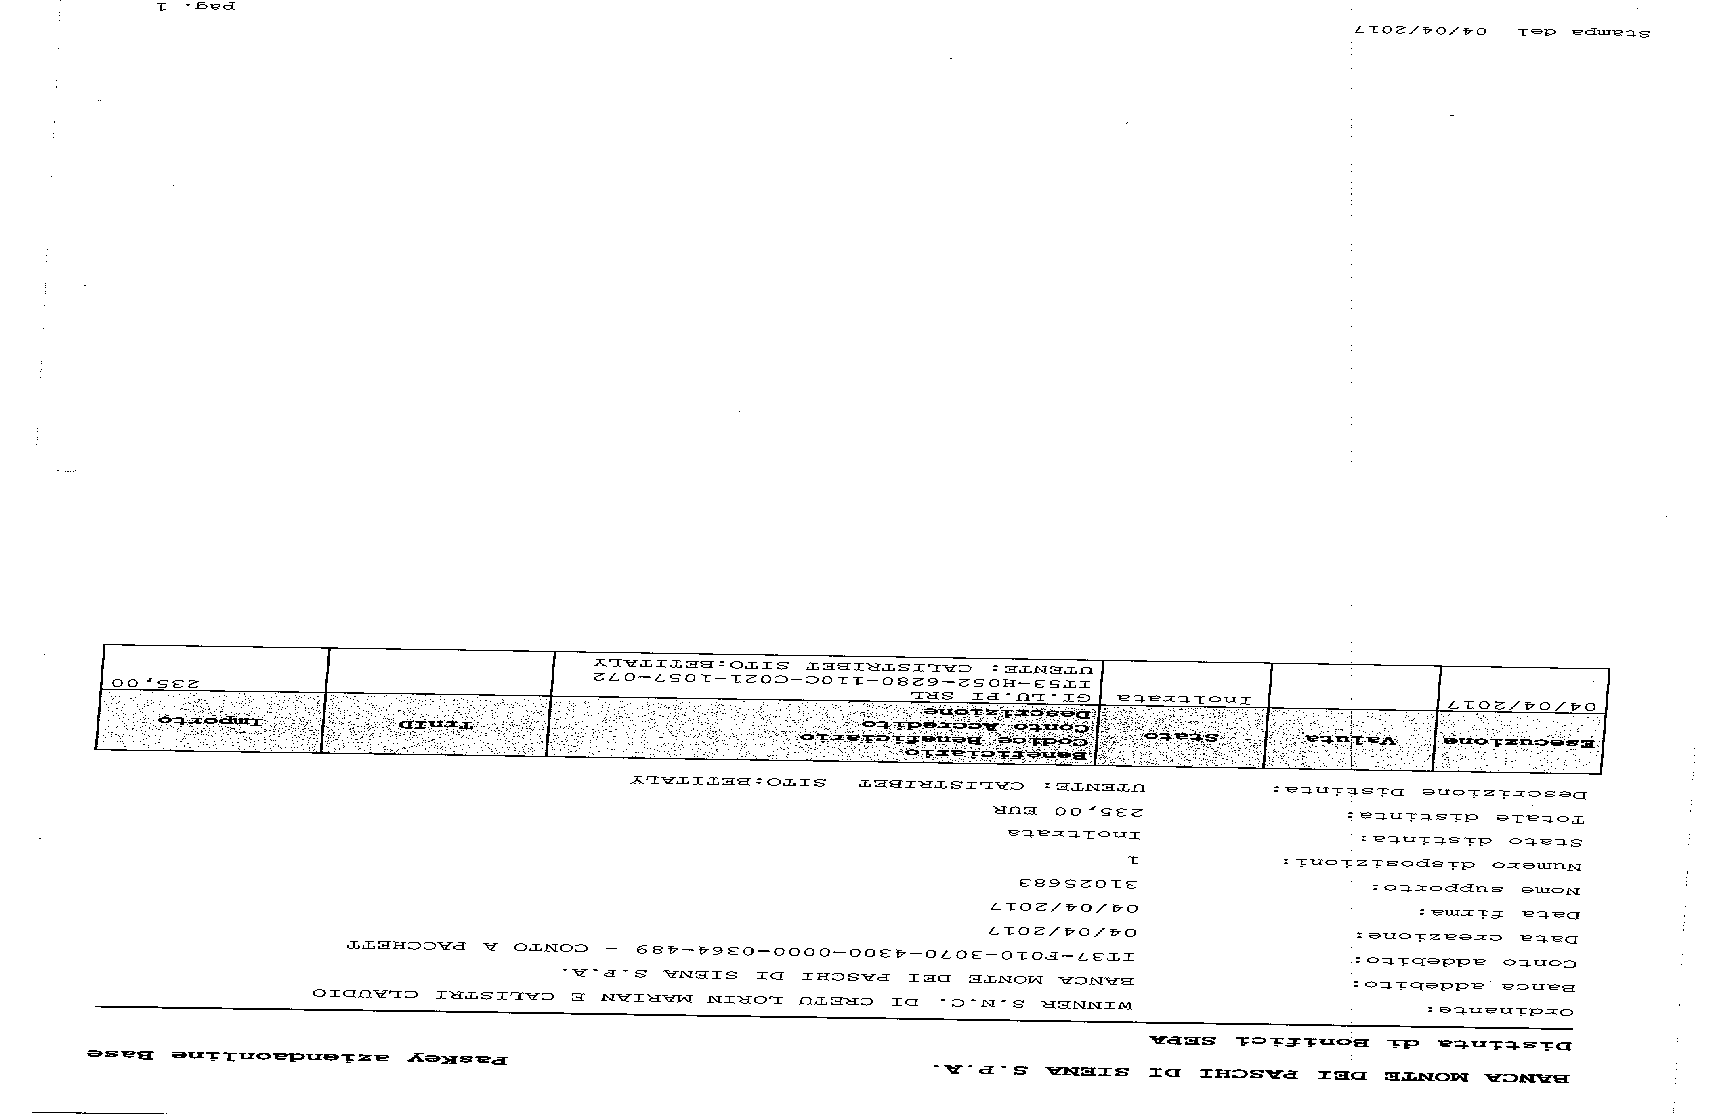 BANCA MONTE DEI PASCHI DI SIENA S.P.A. PasKey aziendaonline Base
Distinta di Bonifici SEPA
Ordinante: WINNER S.N.C. DI CRETU LORIN MARIAN E CALISTRI CLAUDIO
Banca addebito: BANCA MONTE DEI PASCHI DI SIENA S.P.A.
Conto addebito: IT37-F010-3070-4300-0000-0364-489 - CONTO A PACCHETT
Data creazione: 04/04/2017
Data firma: 04/04/2017
Nome supporto: 31025683
Numero disposizioni: 1
Stato distinta: Inoltrata
Totale distinta: 235,00 EUR
Descrizione Distinta: UTENTE: CALISTRIBET SITO:BETITALY
Esecuzione Valuta Stato Beneficiario
Codice Beneficiario
Conto Accredito
Descrizione TrnID Importo
04/04/2017 Inoltrata GI.LU.PI SRL
IT53-H052-6280-110C-C021-1057-072
UTENTE: CALISTRIBET SITO:BETITALY 235,00
Stampa del 04/04/2017 pag. 1